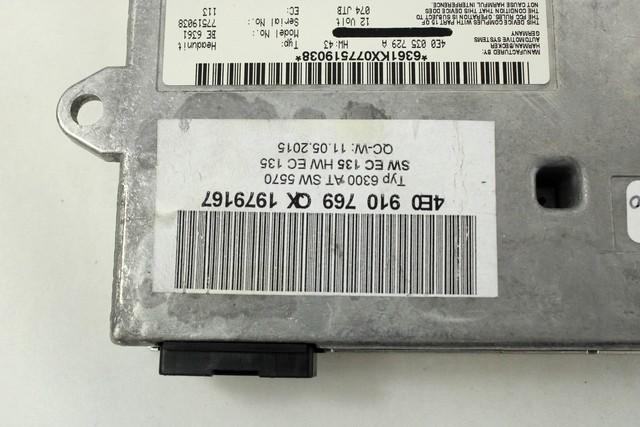 4E0 910 769 QX 1979167
Typ 6300 AT SW 5570
SW EC 135 HW EC 135
QC-W: 11.05.2015
*6361KX077519038*
MANUFACTURED BY:
HARMAN/BECKER
AUTOMOTIVE SYSTEMS
GERMANY
Typ: Headunit
Model No.: BE 6361
Serial No.: 77519038
EC: 113
4E0 035 729 A HW: 43
12 Volt
074 JTB
THIS DEVICE COMPLIES WITH PART 15 OF
THE FCC RULES. OPERATION IS SUBJECT TO
THE CONDITION THAT THIS DEVICE DOES
NOT CAUSE HARMFUL INTERFERENCE